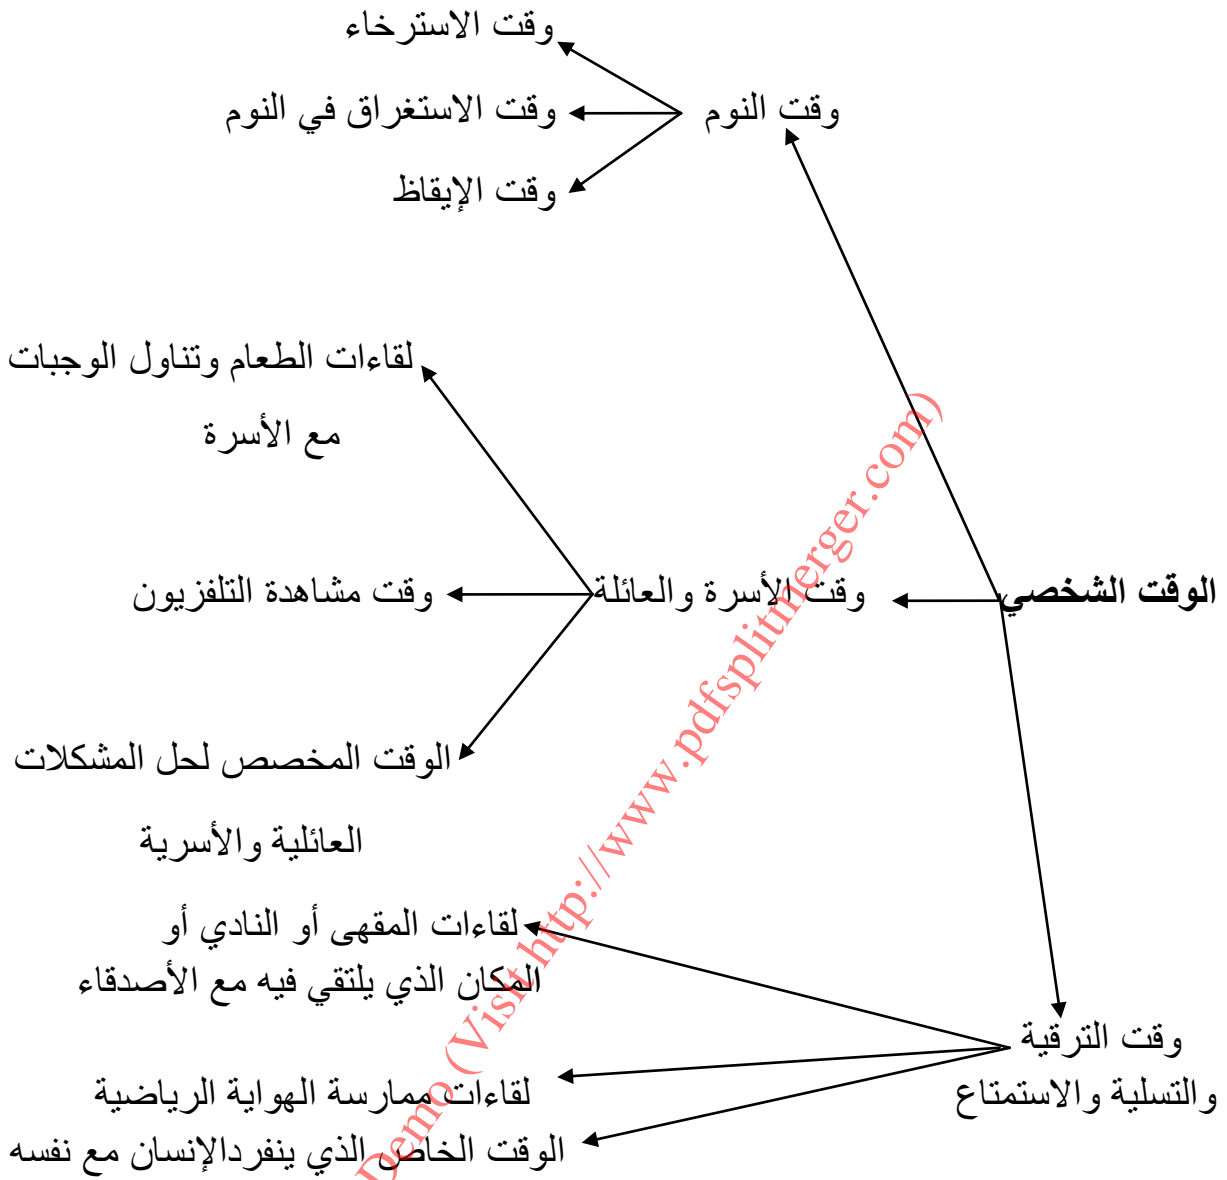 وقت الاسترخاء
وقت النوم
وقت الاستغراق في النوم
وقت الإيقاظ
لقاءات الطعام وتناول الوجبات
مع الأسرة
الوقت الشخصي
وقت الأسرة والعائلة
وقت مشاهدة التلفزيون
الوقت المخصص لحل المشكلات
العائلية والأسرية
لقاءات المقهى أو النادي أو
المكان الذي يلتقي فيه مع الأصدقاء
وقت الترقية
والتسلية والاستمتاع
لقاءات ممارسة الهواية الرياضية
الوقت الخاص الذي ينفردالإنسان مع نفسه
Demo (Visit http://www.pdfsplitmerger.com)